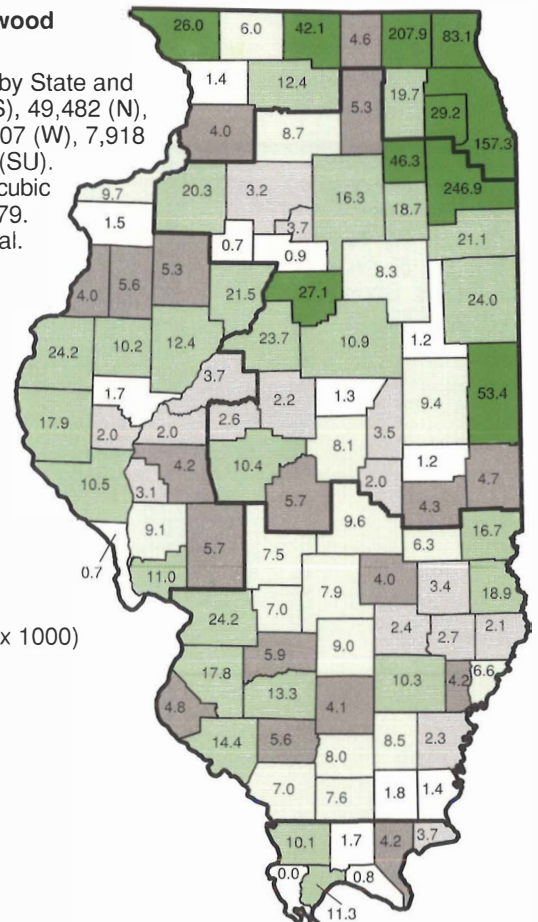 wood
by State and
S), 49,482 (N),
07 (W), 7,918
(SU).
cubic
79.
al.
x 1000)
26.0 6.0 42.1 4.6 207.9 83.1
1.4 12.4 5.3 19.7 29.2 157.3
4.0 8.7 46.3 246.9
9.7 20.3 3.2 16.3 18.7
1.5 3.7 21.1
0.7 0.9
4.0 5.6 5.3 21.5 27.1 8.3 24.0
24.2 10.2 12.4 23.7 10.9 1.2
3.7 53.4
17.9 1.7 2.2 1.3 9.4
2.0 2.0 2.6 3.5
8.1
10.5 3.1 4.2 10.4 5.7 2.0 1.2 4.7
4.3
9.1 5.7 9.6 6.3 16.7
0.7 11.0 7.5
7.9 4.0 3.4 18.9
24.2 7.0
2.4 2.7 2.1
17.8 5.9 9.0
13.3 10.3 4.2 6.6
4.8 4.1
14.4 5.6 8.0 8.5 2.3
7.0 7.6 1.8 1.4
10.1 1.7 4.2 3.7
0.0 0.8
11.3